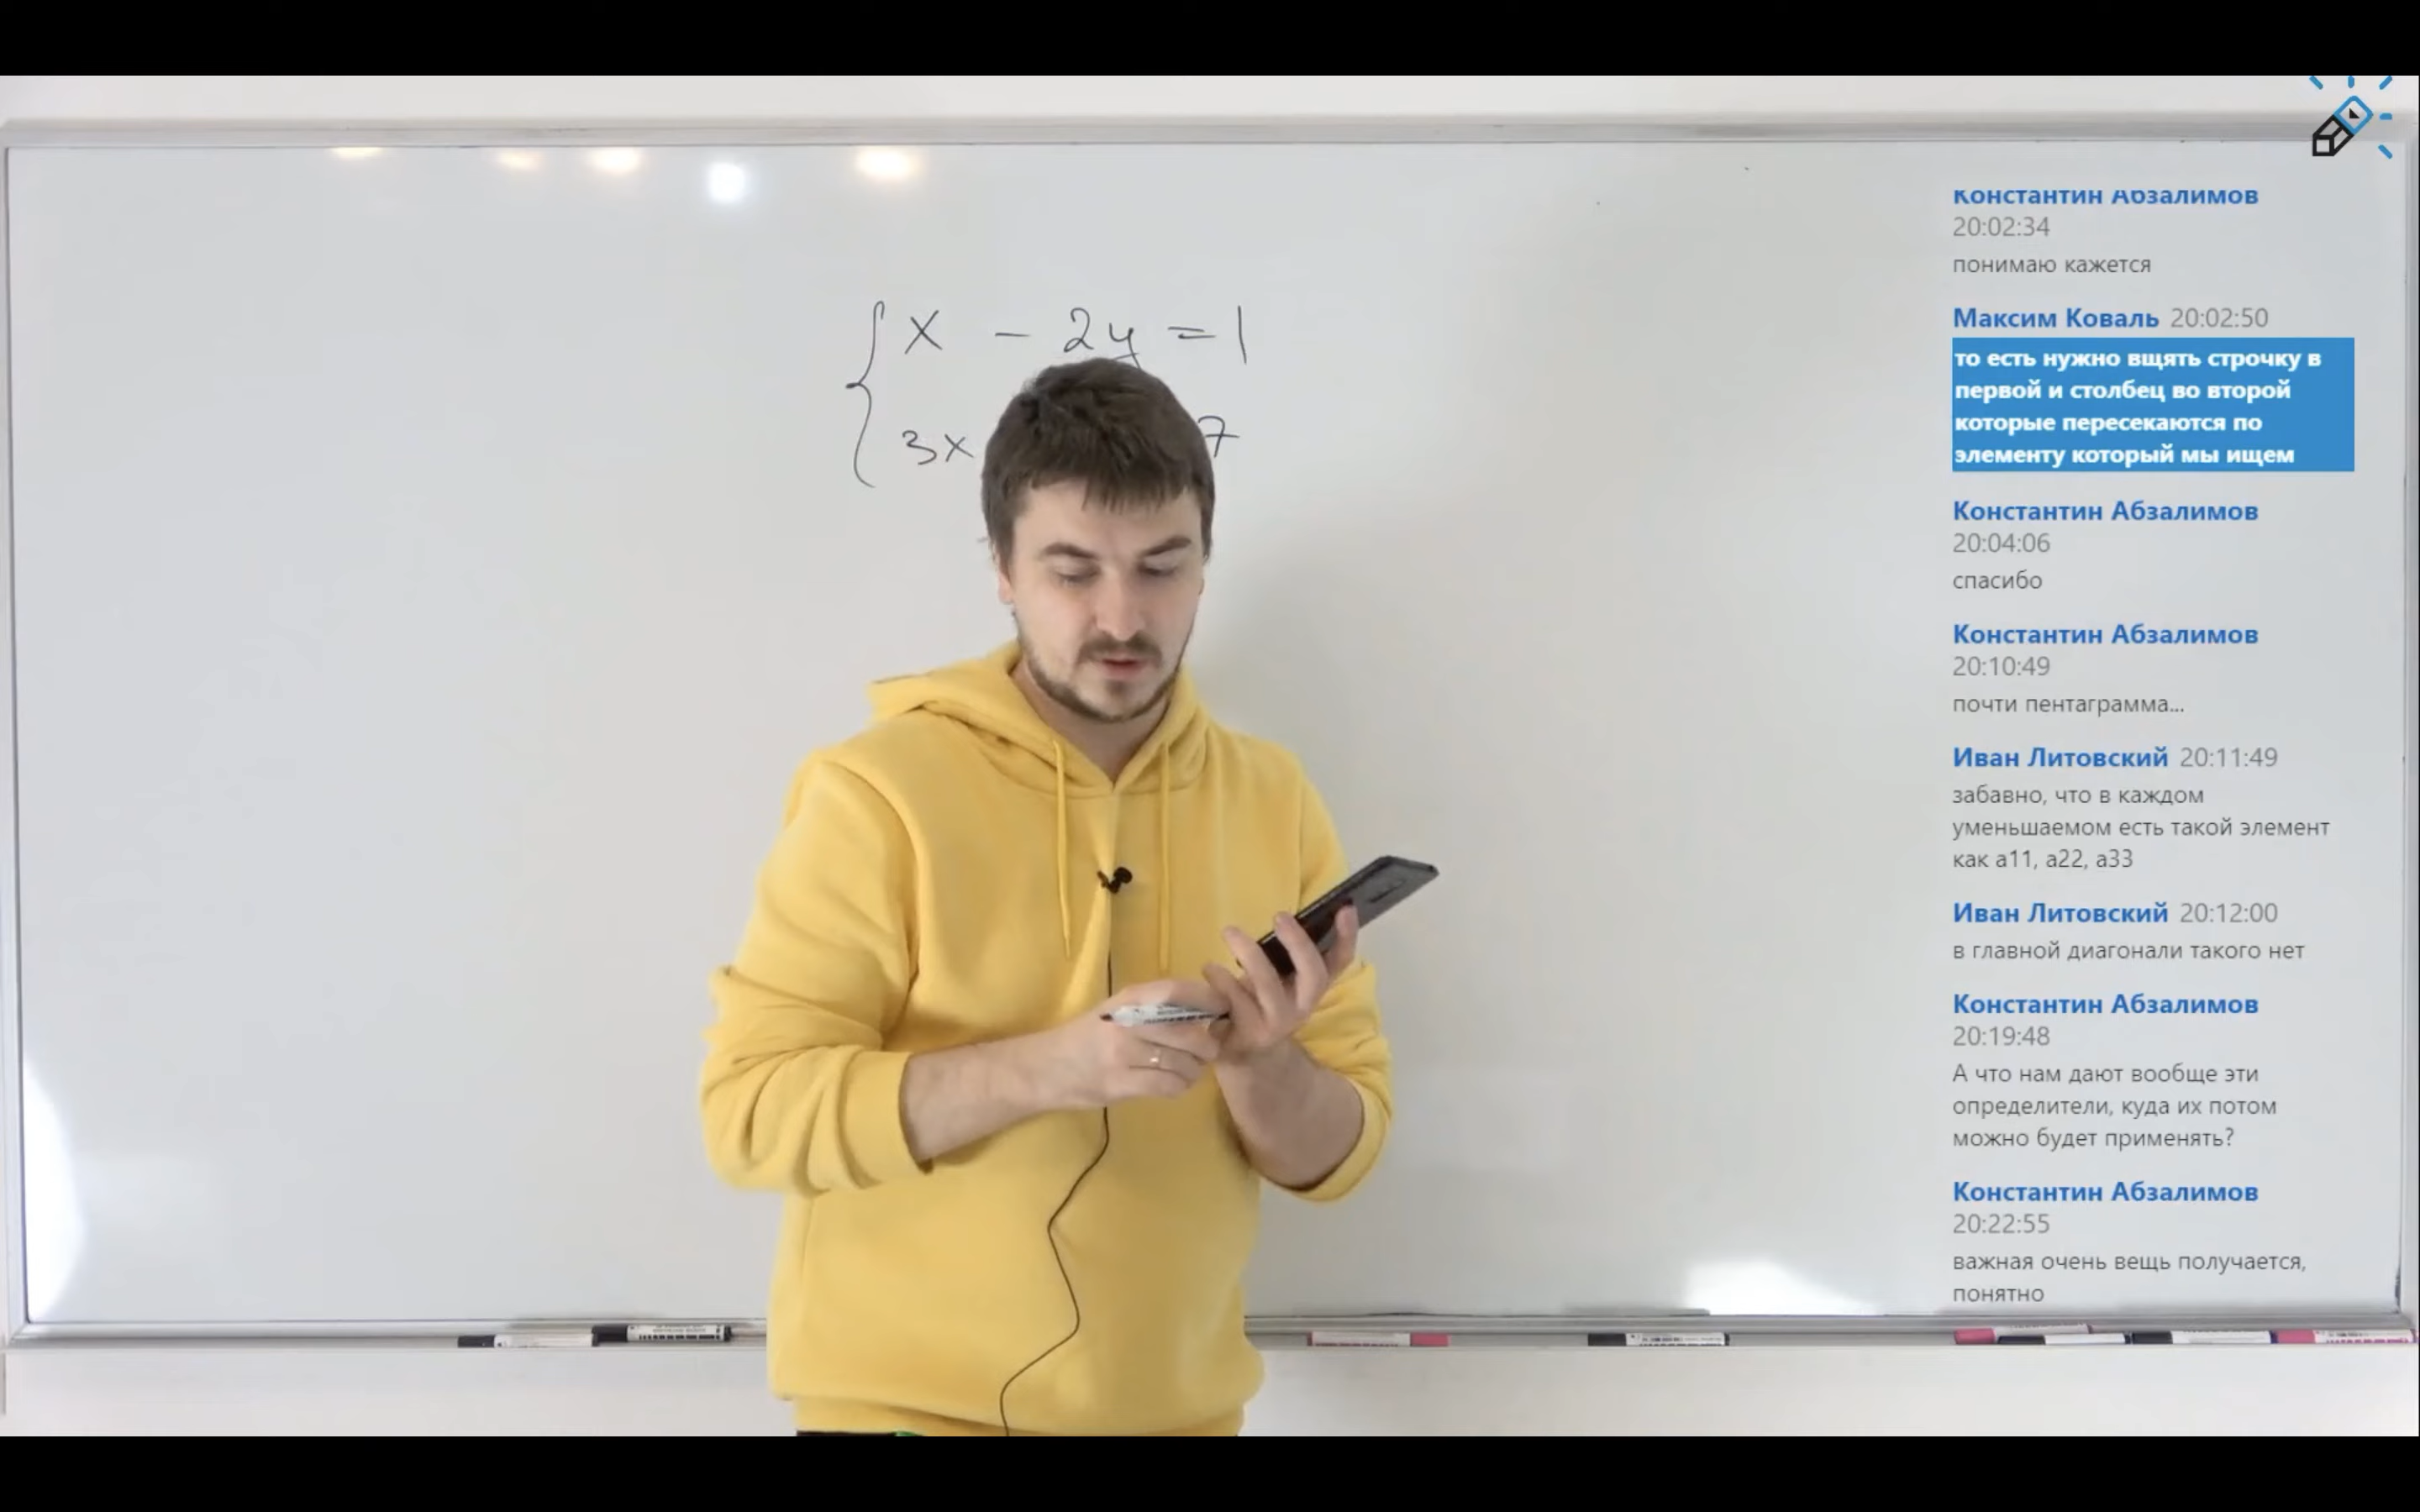 x - 2y = 1
3x 7
Константин Абзалимов
20:02:34
понимаю кажется
Максим Коваль 20:02:50
то есть нужно вщять строчку в
первой и столбец во второй
которые пересекаются по
элементу который мы ищем
Константин Абзалимов
20:04:06
спасибо
Константин Абзалимов
20:10:49
почти пентаграмма...
Иван Литовский 20:11:49
забавно, что в каждом
уменьшаемом есть такой элемент
как а11, а22, а33
Иван Литовский 20:12:00
в главной диагонали такого нет
Константин Абзалимов
20:19:48
А что нам дают вообще эти
определители, куда их потом
можно будет применять?
Константин Абзалимов
20:22:55
важная очень вещь получается,
понятно